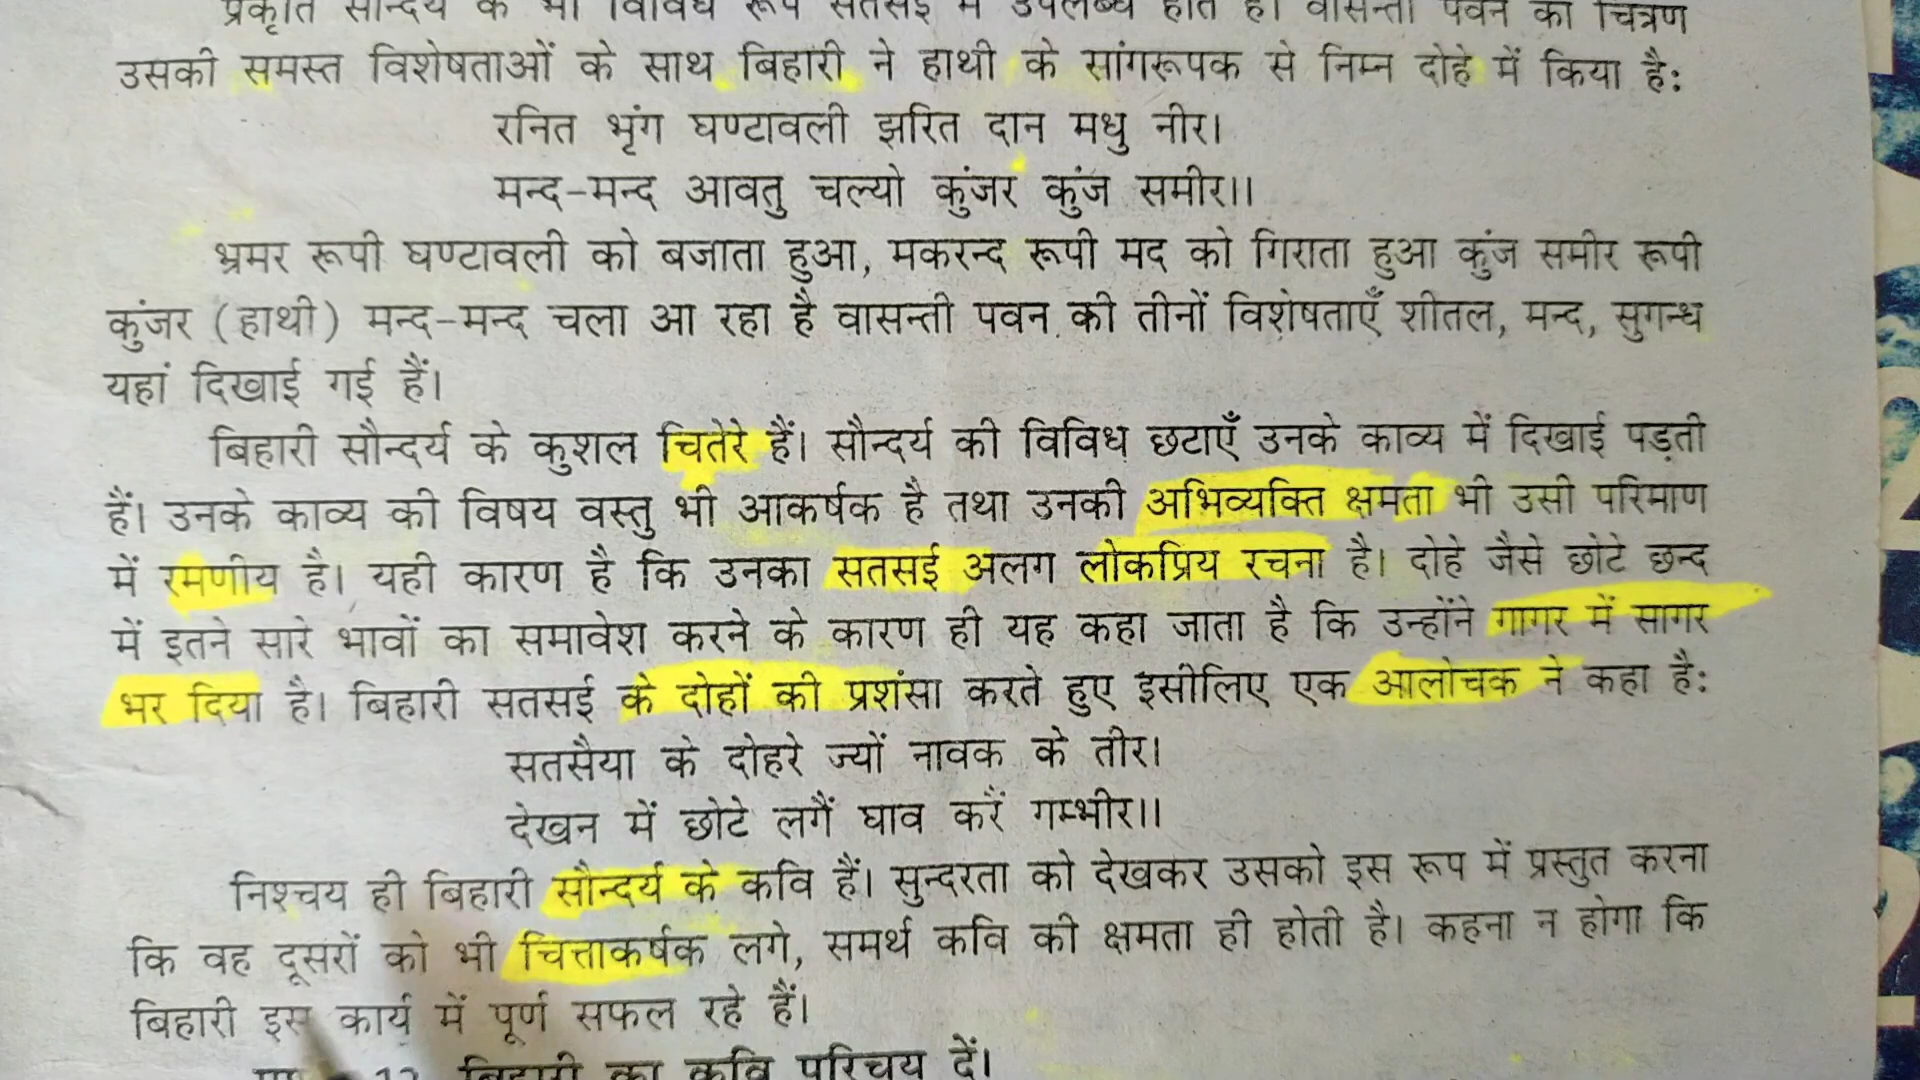 प्रकृति सौन्दर्य के भी विविध रूप सतसई में उपलब्ध होते हैं। वासन्ती पवन का चित्रण
उसकी समस्त विशेषताओं के साथ बिहारी ने हाथी के सांगरूपक से निम्न दोहे में किया है:
रनित भृंग घण्टावली झरित दान मधु नीर।
मन्द-मन्द आवतु चल्यो कुंजर कुंज समीर।।
भ्रमर रूपी घण्टावली को बजाता हुआ, मकरन्द रूपी मद को गिराता हुआ कुंज समीर रूपी
कुंजर (हाथी) मन्द-मन्द चला आ रहा है वासन्ती पवन की तीनों विशेषताएँ शीतल, मन्द, सुगन्ध
यहां दिखाई गई हैं।
बिहारी सौन्दर्य के कुशल चितेरे हैं। सौन्दर्य की विविध छटाएँ उनके काव्य में दिखाई पड़ती
हैं। उनके काव्य की विषय वस्तु भी आकर्षक है तथा उनकी अभिव्यक्ति क्षमता भी उसी परिमाण
में रमणीय है। यही कारण है कि उनका सतसई अलग लोकप्रिय रचना है। दोहे जैसे छोटे छन्द
में इतने सारे भावों का समावेश करने के कारण ही यह कहा जाता है कि उन्होंने गागर में सागर
भर दिया है। बिहारी सतसई के दोहों की प्रशंसा करते हुए इसीलिए एक आलोचक ने कहा है:
सतसैया के दोहरे ज्यों नावक के तीर।
देखन में छोटे लगैं घाव करैं गम्भीर।।
निश्चय ही बिहारी सौन्दर्य के कवि हैं। सुन्दरता को देखकर उसको इस रूप में प्रस्तुत करना
कि वह दूसरों को भी चित्ताकर्षक लगे, समर्थ कवि की क्षमता ही होती है। कहना न होगा कि
बिहारी इस कार्य में पूर्ण सफल रहे हैं।
बिहारी का कवि परिचय दें।